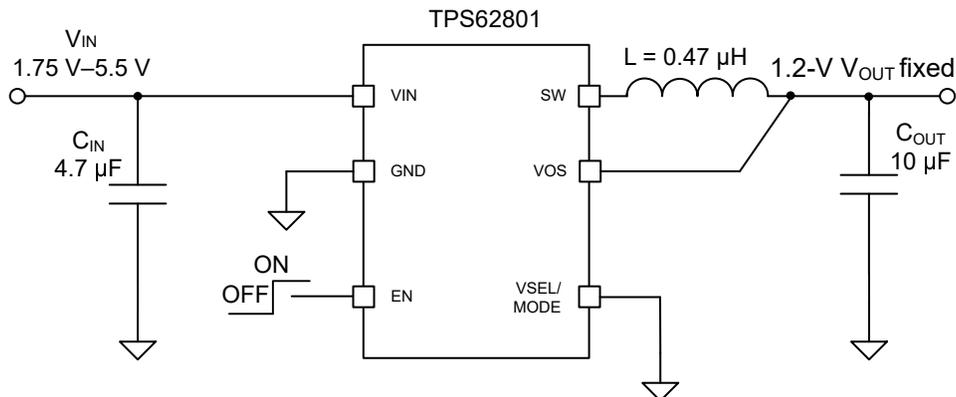 TPS62801
VIN
1.75 V–5.5 V
L = 0.47 µH
1.2-V VOUT fixed
VIN
SW
CIN
4.7 µF
GND
VOS
COUT
10 µF
ON
OFF
EN
VSEL/
MODE